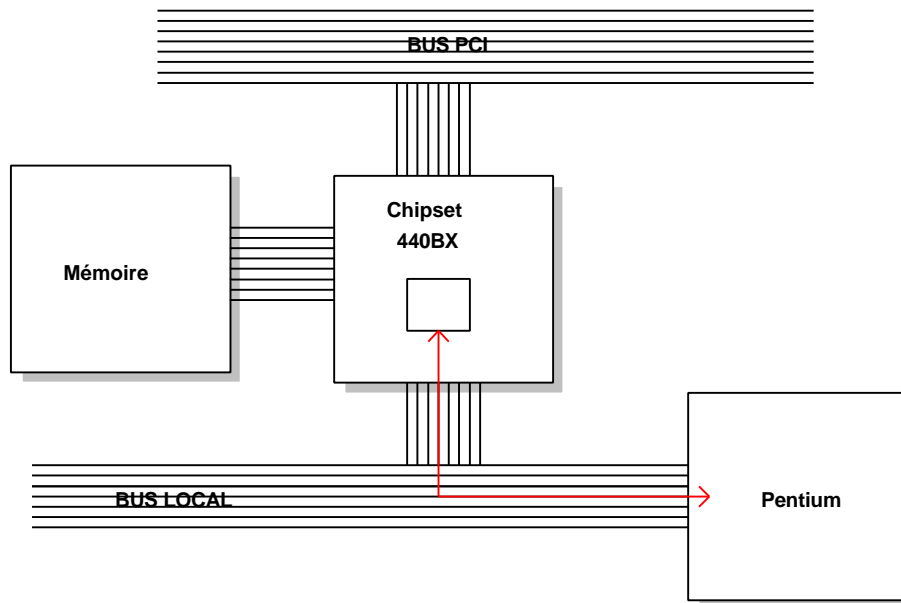 BUS PCI
Chipset
440BX
Mémoire
BUS LOCAL
Pentium